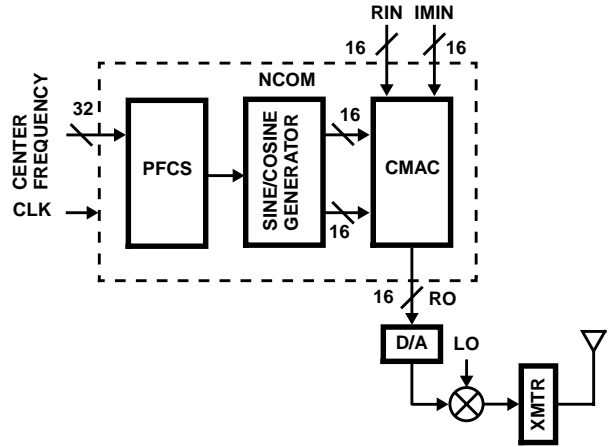 RIN IMIN
16 16
NCOM
CENTER
FREQUENCY
32
CLK
PFCS
SINE/COSINE
GENERATOR
16
16
CMAC
16 RO
D/A
LO
XMTR